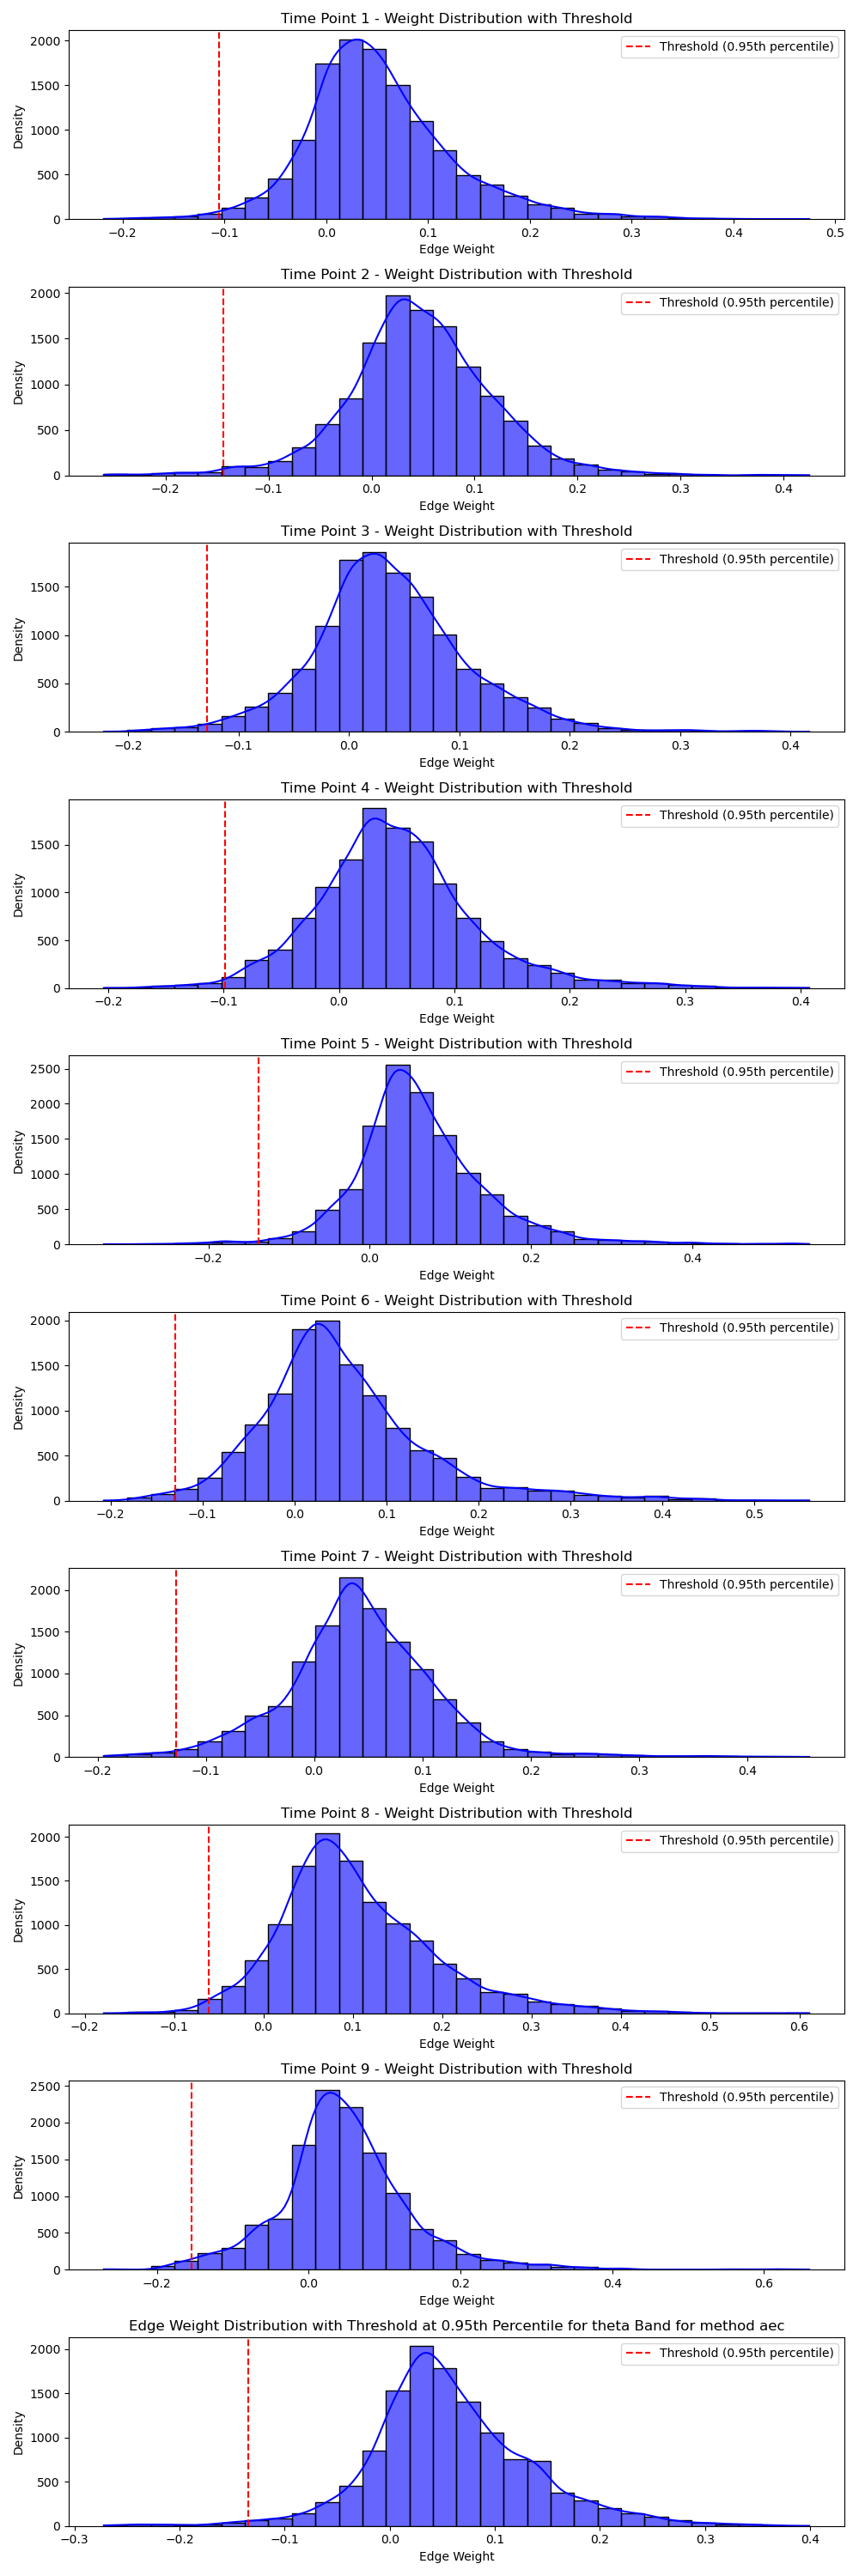 Time Point 1 - Weight Distribution with Threshold
Threshold (0.95th percentile)
Density
2000
1500
1000
500
0
−0.2 −0.1 0.0 0.1 0.2 0.3 0.4 0.5
Edge Weight
Time Point 2 - Weight Distribution with Threshold
Threshold (0.95th percentile)
Density
2000
1500
1000
500
0
−0.2 −0.1 0.0 0.1 0.2 0.3 0.4
Edge Weight
Time Point 3 - Weight Distribution with Threshold
Threshold (0.95th percentile)
Density
1500
1000
500
0
−0.2 −0.1 0.0 0.1 0.2 0.3 0.4
Edge Weight
Time Point 4 - Weight Distribution with Threshold
Threshold (0.95th percentile)
Density
1500
1000
500
0
−0.2 −0.1 0.0 0.1 0.2 0.3 0.4
Edge Weight
Time Point 5 - Weight Distribution with Threshold
Threshold (0.95th percentile)
Density
2500
2000
1500
1000
500
0
−0.2 0.0 0.2 0.4
Edge Weight
Time Point 6 - Weight Distribution with Threshold
Threshold (0.95th percentile)
Density
2000
1500
1000
500
0
−0.2 −0.1 0.0 0.1 0.2 0.3 0.4 0.5
Edge Weight
Time Point 7 - Weight Distribution with Threshold
Threshold (0.95th percentile)
Density
2000
1500
1000
500
0
−0.2 −0.1 0.0 0.1 0.2 0.3 0.4
Edge Weight
Time Point 8 - Weight Distribution with Threshold
Threshold (0.95th percentile)
Density
2000
1500
1000
500
0
−0.2 −0.1 0.0 0.1 0.2 0.3 0.4 0.5 0.6
Edge Weight
Time Point 9 - Weight Distribution with Threshold
Threshold (0.95th percentile)
Density
2500
2000
1500
1000
500
0
−0.2 0.0 0.2 0.4 0.6
Edge Weight
Edge Weight Distribution with Threshold at 0.95th Percentile for theta Band for method aec
Threshold (0.95th percentile)
Density
2000
1500
1000
500
0
−0.3 −0.2 −0.1 0.0 0.1 0.2 0.3 0.4
Edge Weight